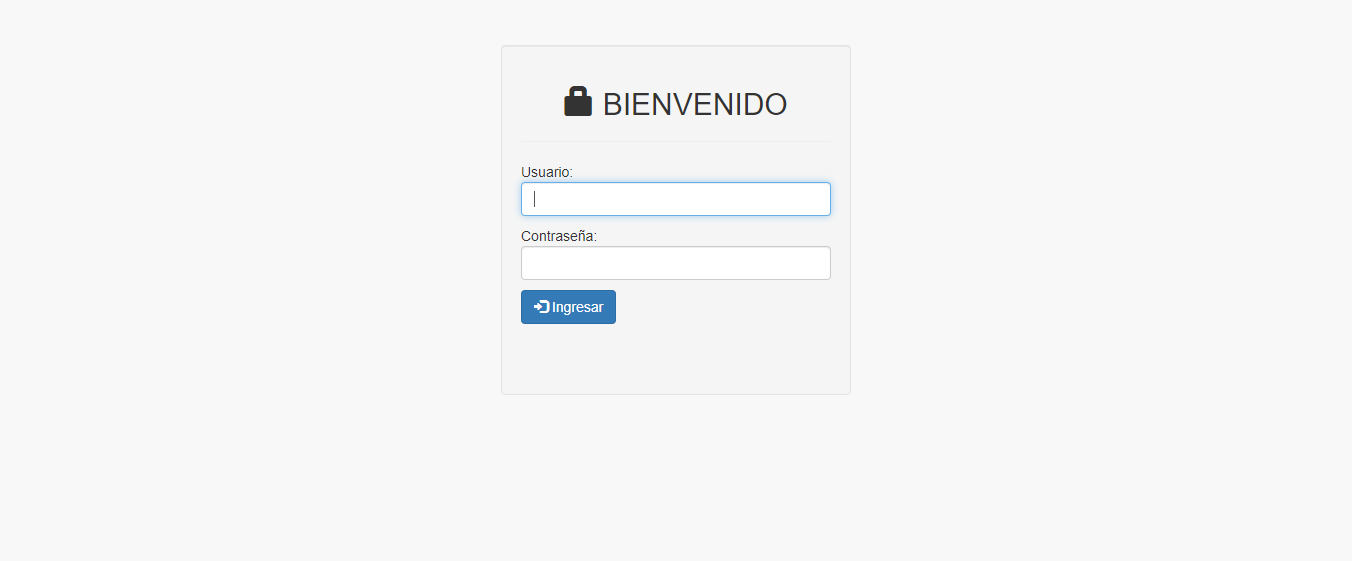 BIENVENIDO
Usuario:
Contraseña:
Ingresar